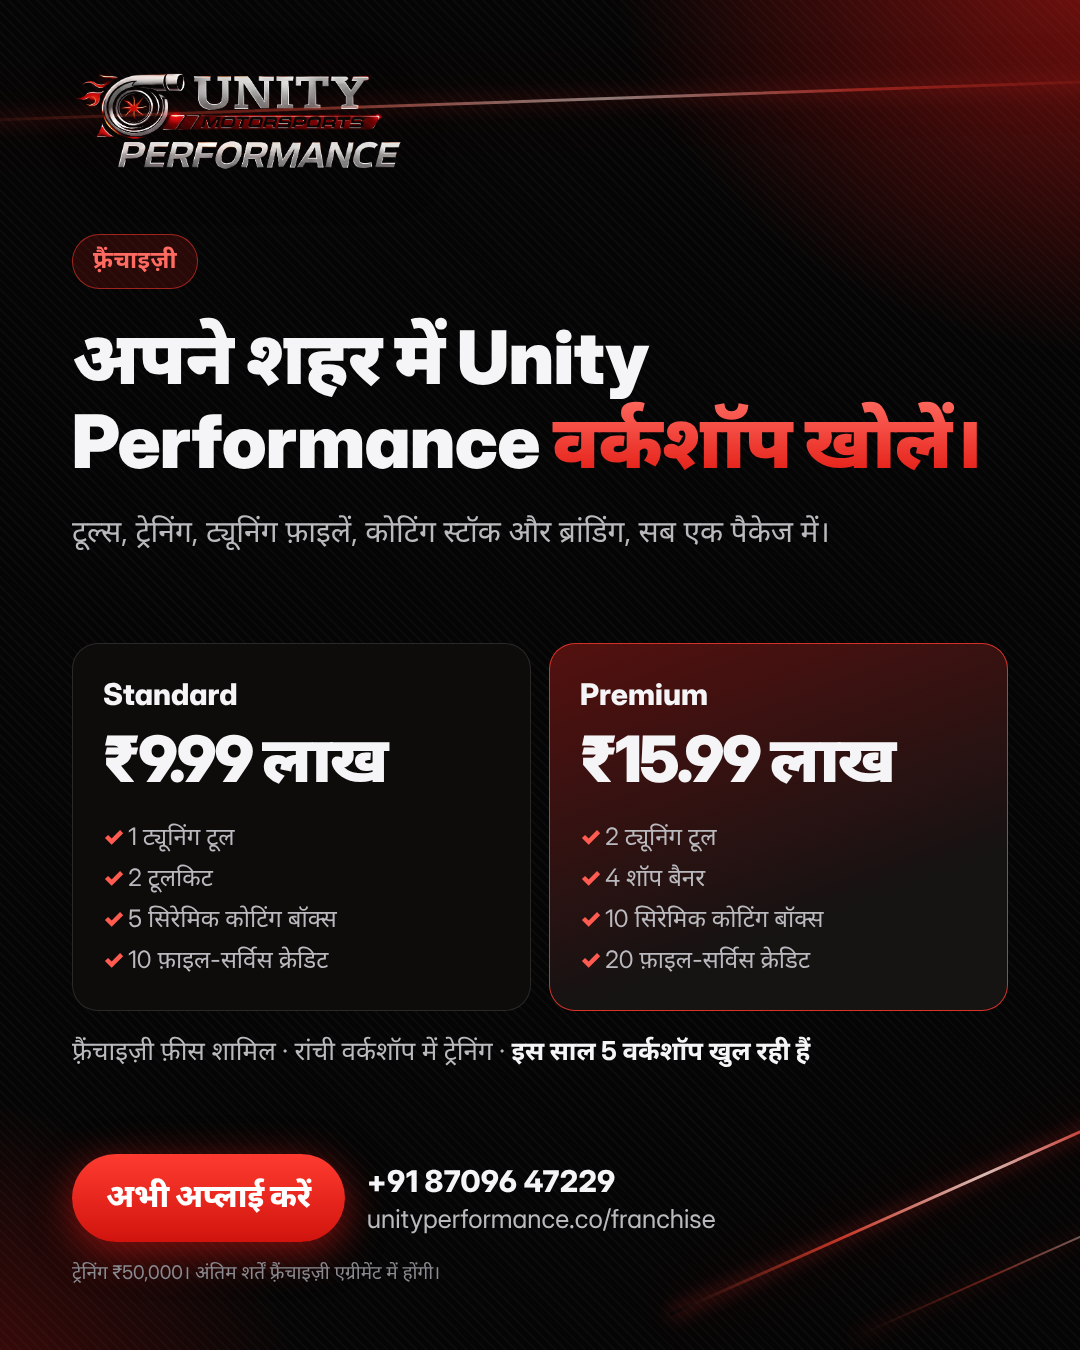 UNITY
MOTORSPORTS
PERFORMANCE
फ़्रैंचाइज़ी
अपने शहर में Unity
Performance वर्कशॉप खोलें।
टूल्स, ट्रेनिंग, ट्यूनिंग फ़ाइलें, कोटिंग स्टॉक और ब्रांडिंग, सब एक पैकेज में।
Standard
₹9.99 लाख
✓ 1 ट्यूनिंग टूल
✓ 2 टूलकिट
✓ 5 सिरेमिक कोटिंग बॉक्स
✓ 10 फ़ाइल-सर्विस क्रेडिट
Premium
₹15.99 लाख
✓ 2 ट्यूनिंग टूल
✓ 4 शॉप बैनर
✓ 10 सिरेमिक कोटिंग बॉक्स
✓ 20 फ़ाइल-सर्विस क्रेडिट
फ़्रैंचाइज़ी फ़ीस शामिल · रांची वर्कशॉप में ट्रेनिंग · इस साल 5 वर्कशॉप खुल रही हैं
अभी अप्लाई करें
+91 87096 47229
unityperformance.co/franchise
ट्रेनिंग ₹50,000। अंतिम शर्तें फ़्रैंचाइज़ी एग्रीमेंट में होंगी।